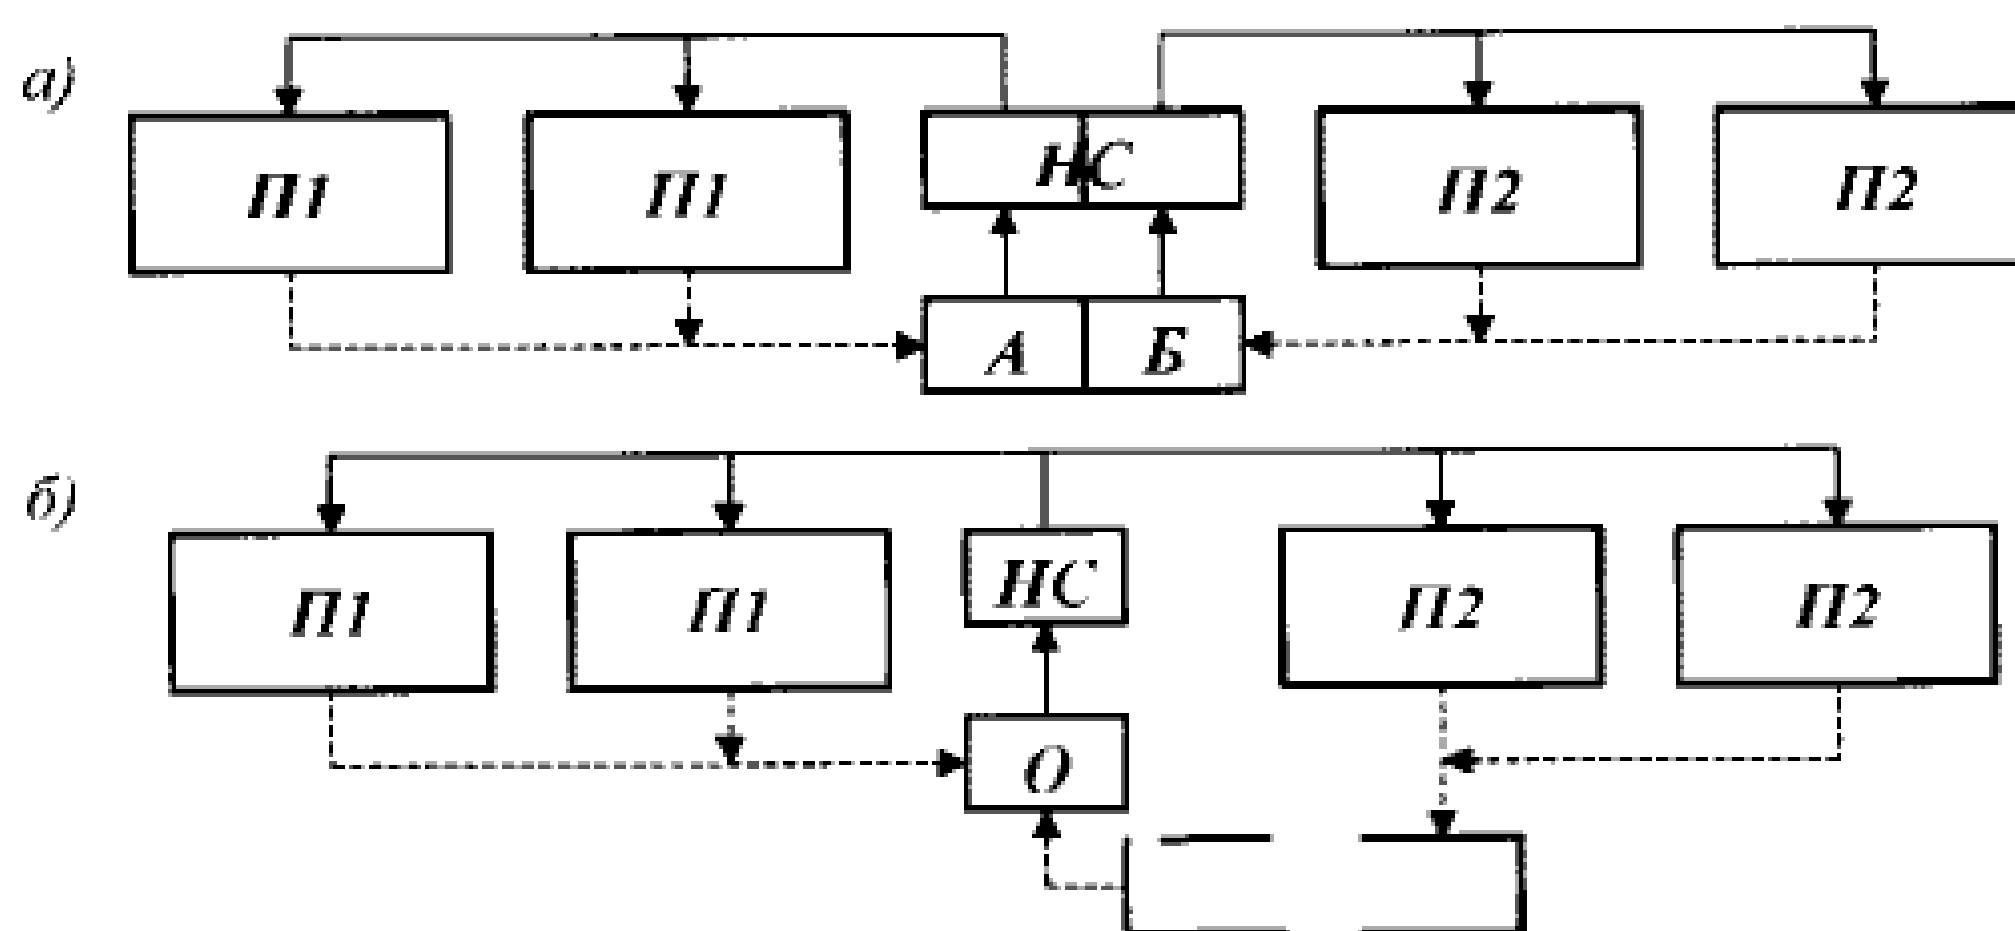 а)
П1 П1 НС П2 П2
А Б
б)
П1 П1 НС П2 П2
О